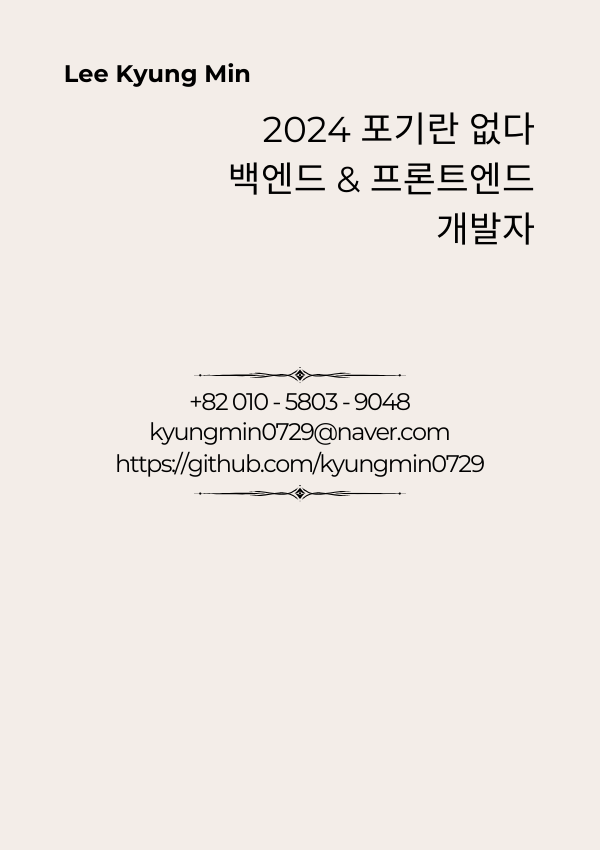 Lee Kyung Min
2024 포기란 없다
백엔드 & 프론트엔드
개발자
+82 010 - 5803 - 9048
kyungmin0729@naver.com
https://github.com/kyungmin0729